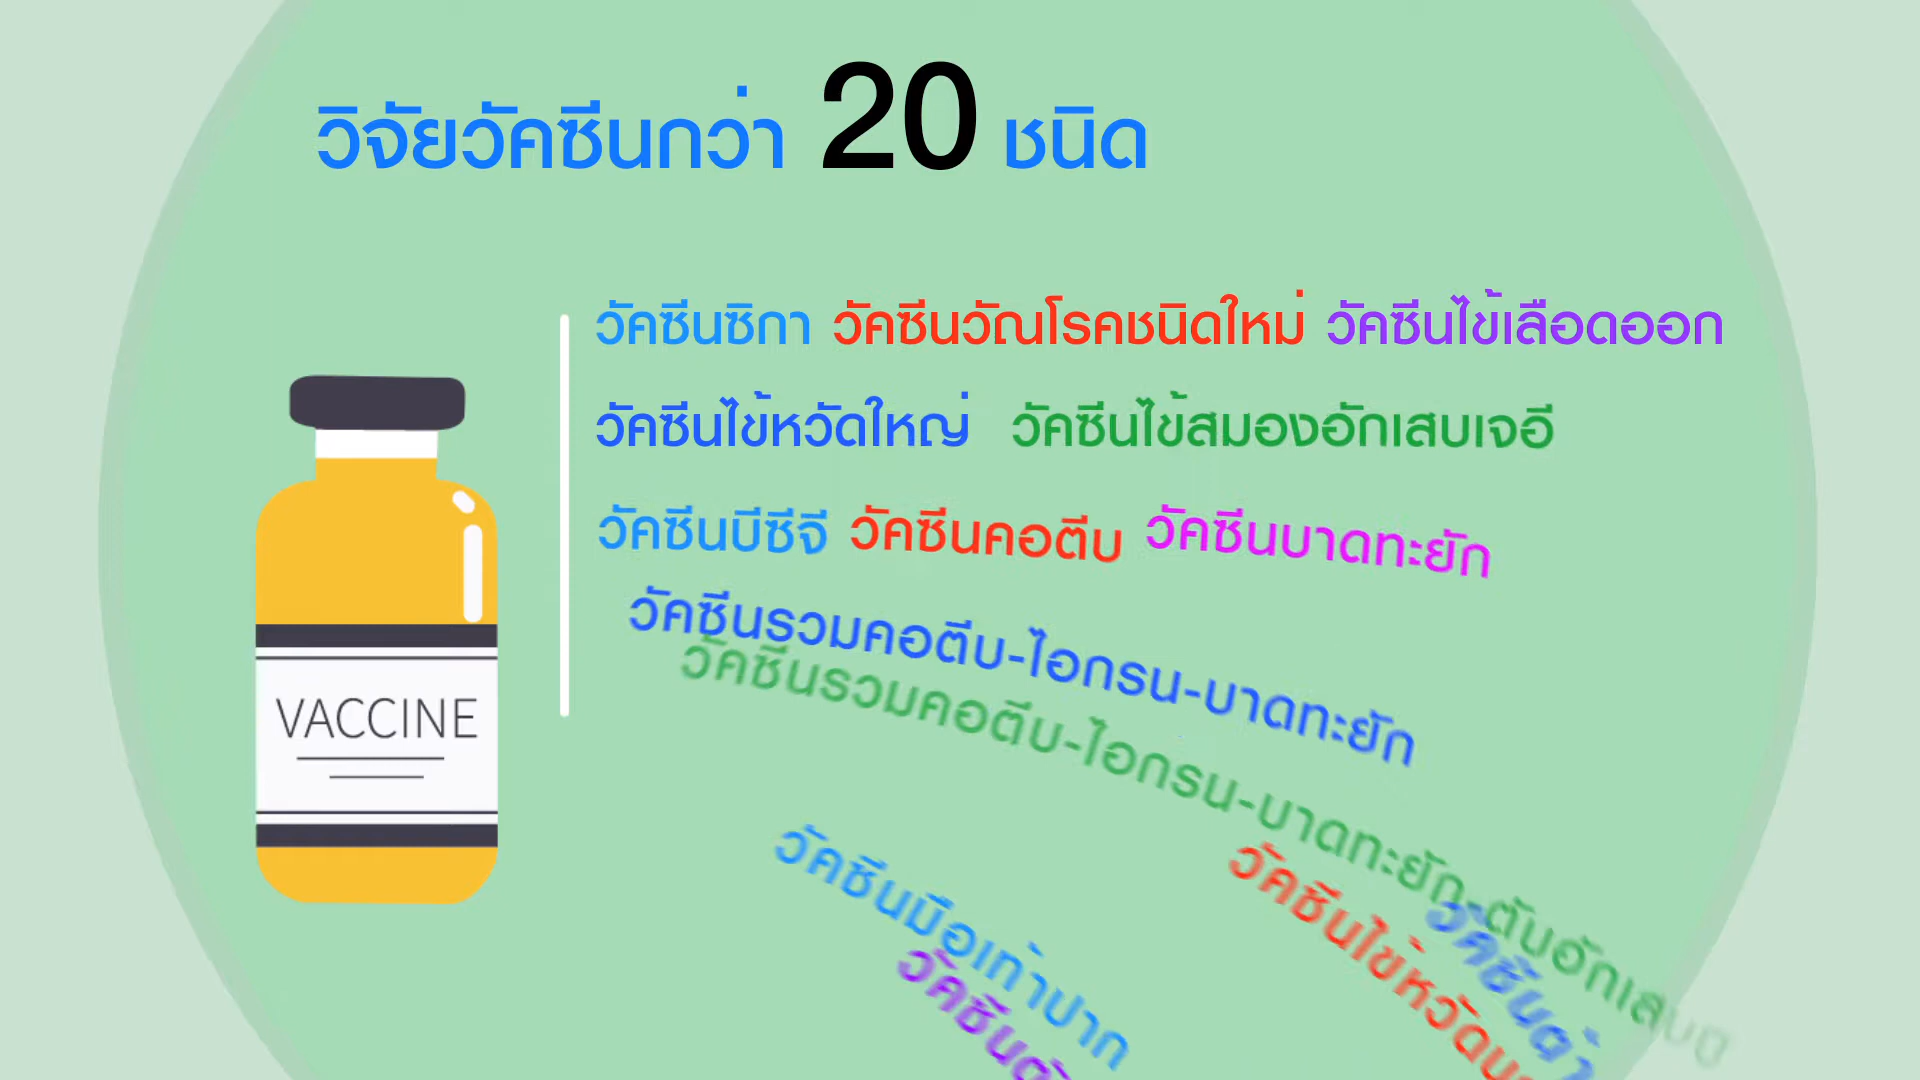 วิจัยวัคซีนกว่า 20 ชนิด
วัคซีนซิกา วัคซีนวัณโรคชนิดใหม่ วัคซีนไข้เลือดออก
วัคซีนไข้หวัดใหญ่ วัคซีนไข้สมองอักเสบเจอี
วัคซีนบีซีจี วัคซีนคอตีบ วัคซีนบาดทะยัก
วัคซีนรวมคอตีบ-ไอกรน-บาดทะยัก
วัคซีนรวมคอตีบ-ไอกรน-บาดทะยัก-ตับอักเสบบี
วัคซีนมือเท้าปาก วัคซีนไข้หวัด
วัคซีน
วัคซีน
VACCINE